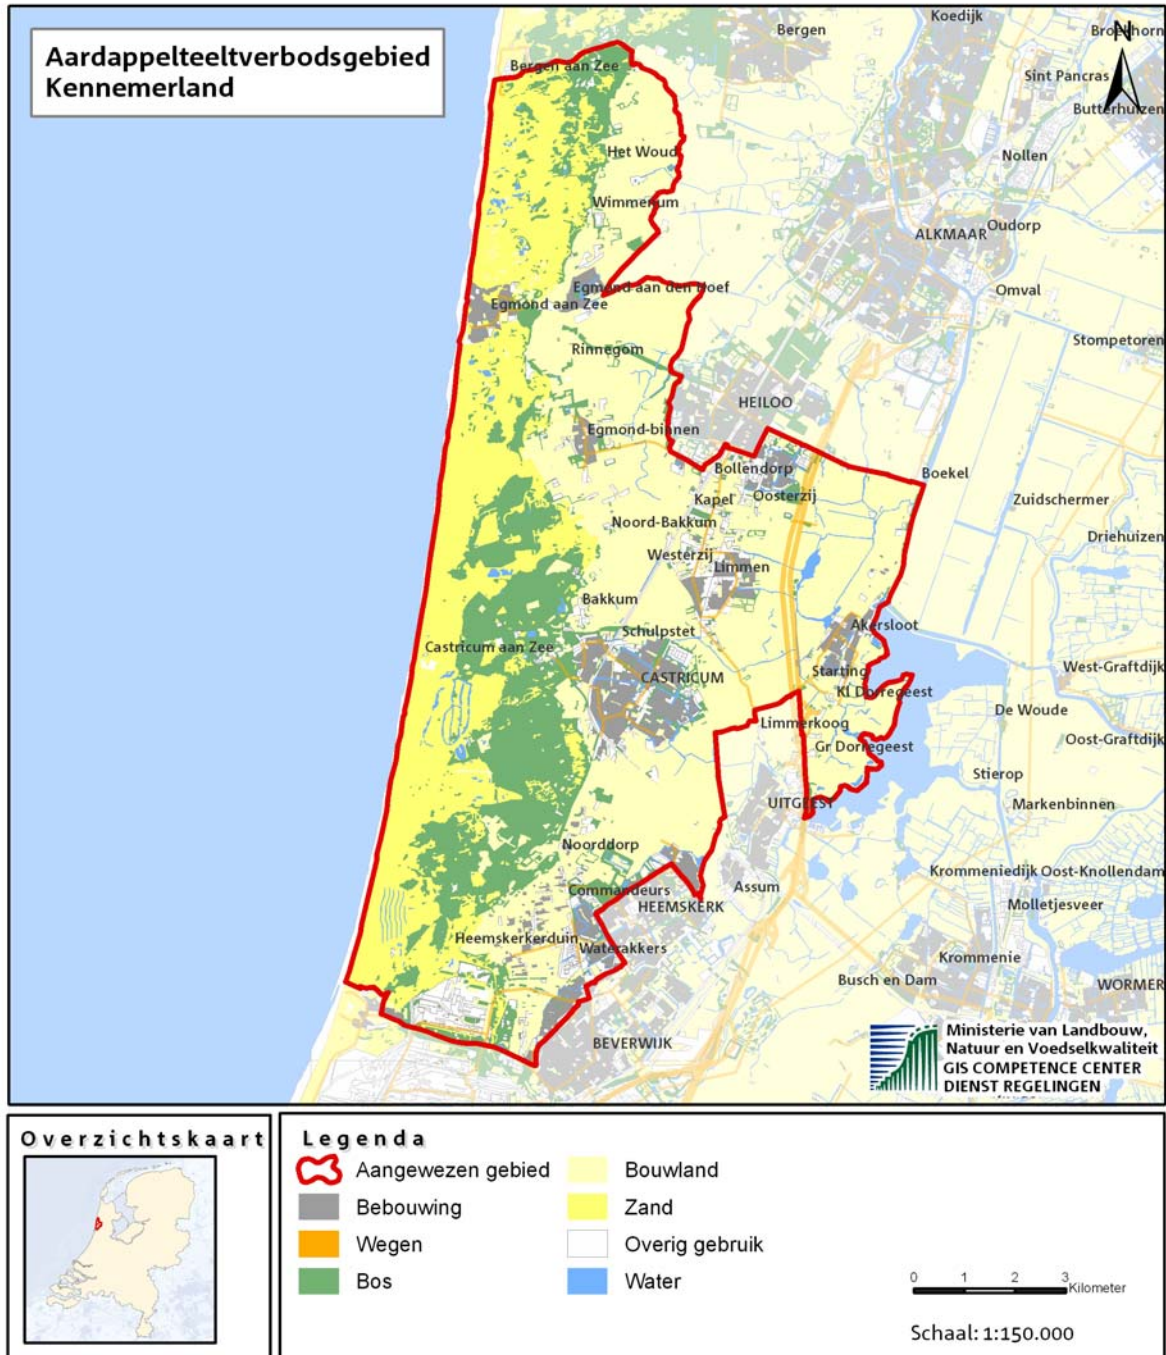 Aardappelteeltverbodsgebied
Kennemerland
Koedijk
Bergen
N
Broekhorn
Bergen aan Zee
Sint Pancras
Butterhuizen
Het Woud
Nollen
Wimmenum
ALKMAAR
Oudorp
Egmond aan den Hoef
Omval
Egmond aan Zee
Stompetoren
Rinnegom
HEILOO
Egmond-binnen
Bollendorp
Boekel
Kapel
Oosterzij
Zuidschermer
Noord-Bakkum
Driehuizen
Westerzij
Limmen
Bakkum
Schulpstet
Akersloot
Castricum aan Zee
CASTRICUM
Starting
West-Graftdijk
Kl Dorregeest
De Woude
Limmerkoog
Oost-Graftdijk
Gr Dorregeest
Stierop
UITGEEST
Markenbinnen
Noorddorp
Krommeniedijk
Oost-Knollendam
Commandeurs
Assum
HEEMSKERK
Molletjesveer
Heemskerkerduin
Waterakkers
Krommenie
Busch en Dam
WORMER
BEVERWIJK
Ministerie van Landbouw,
Natuur en Voedselkwaliteit
GIS COMPETENCE CENTER
DIENST REGELINGEN
Overzichtskaart
Legenda
Aangewezen gebied
Bouwland
Bebouwing
Zand
Wegen
Overig gebruik
Bos
Water
0 1 2 3
Kilometer
Schaal: 1:150.000